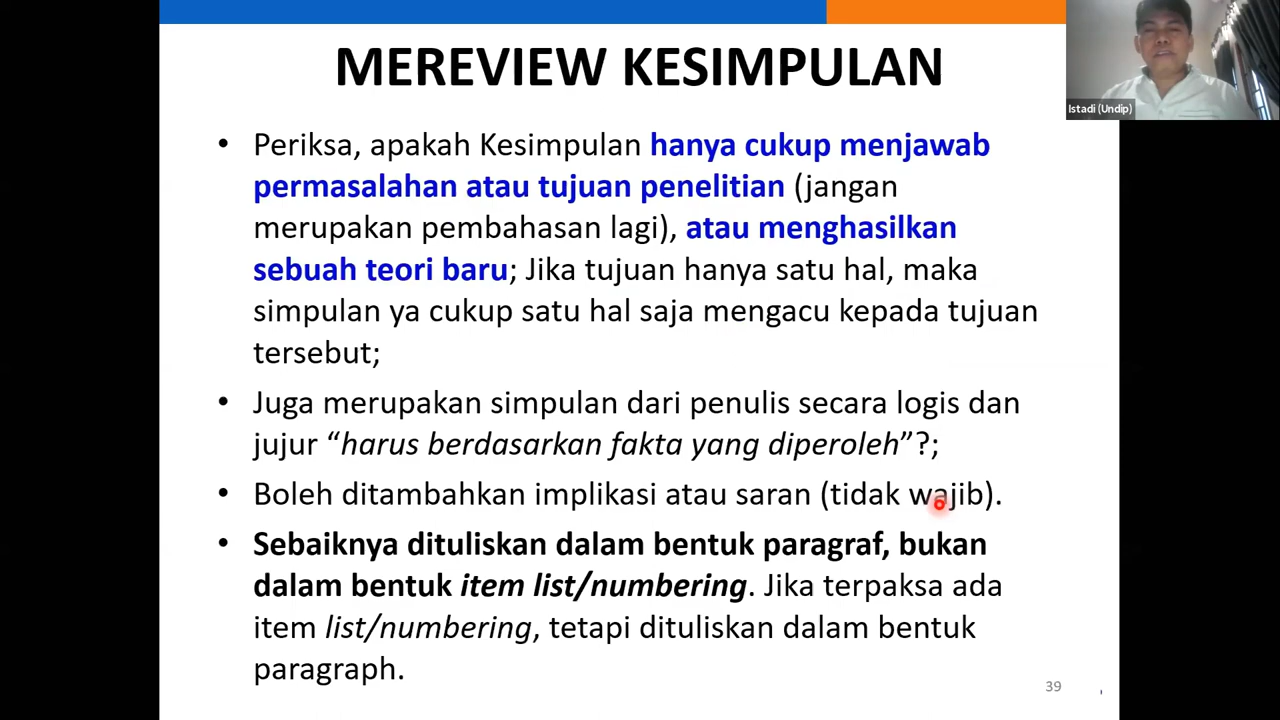 MEREVIEW KESIMPULAN
Istadi (Undip)
• Periksa, apakah Kesimpulan hanya cukup menjawab
permasalahan atau tujuan penelitian (jangan
merupakan pembahasan lagi), atau menghasilkan
sebuah teori baru; Jika tujuan hanya satu hal, maka
simpulan ya cukup satu hal saja mengacu kepada tujuan
tersebut;
• Juga merupakan simpulan dari penulis secara logis dan
jujur “harus berdasarkan fakta yang diperoleh”?;
• Boleh ditambahkan implikasi atau saran (tidak wajib).
• Sebaiknya dituliskan dalam bentuk paragraf, bukan
dalam bentuk item list/numbering. Jika terpaksa ada
item list/numbering, tetapi dituliskan dalam bentuk
paragraph.
39